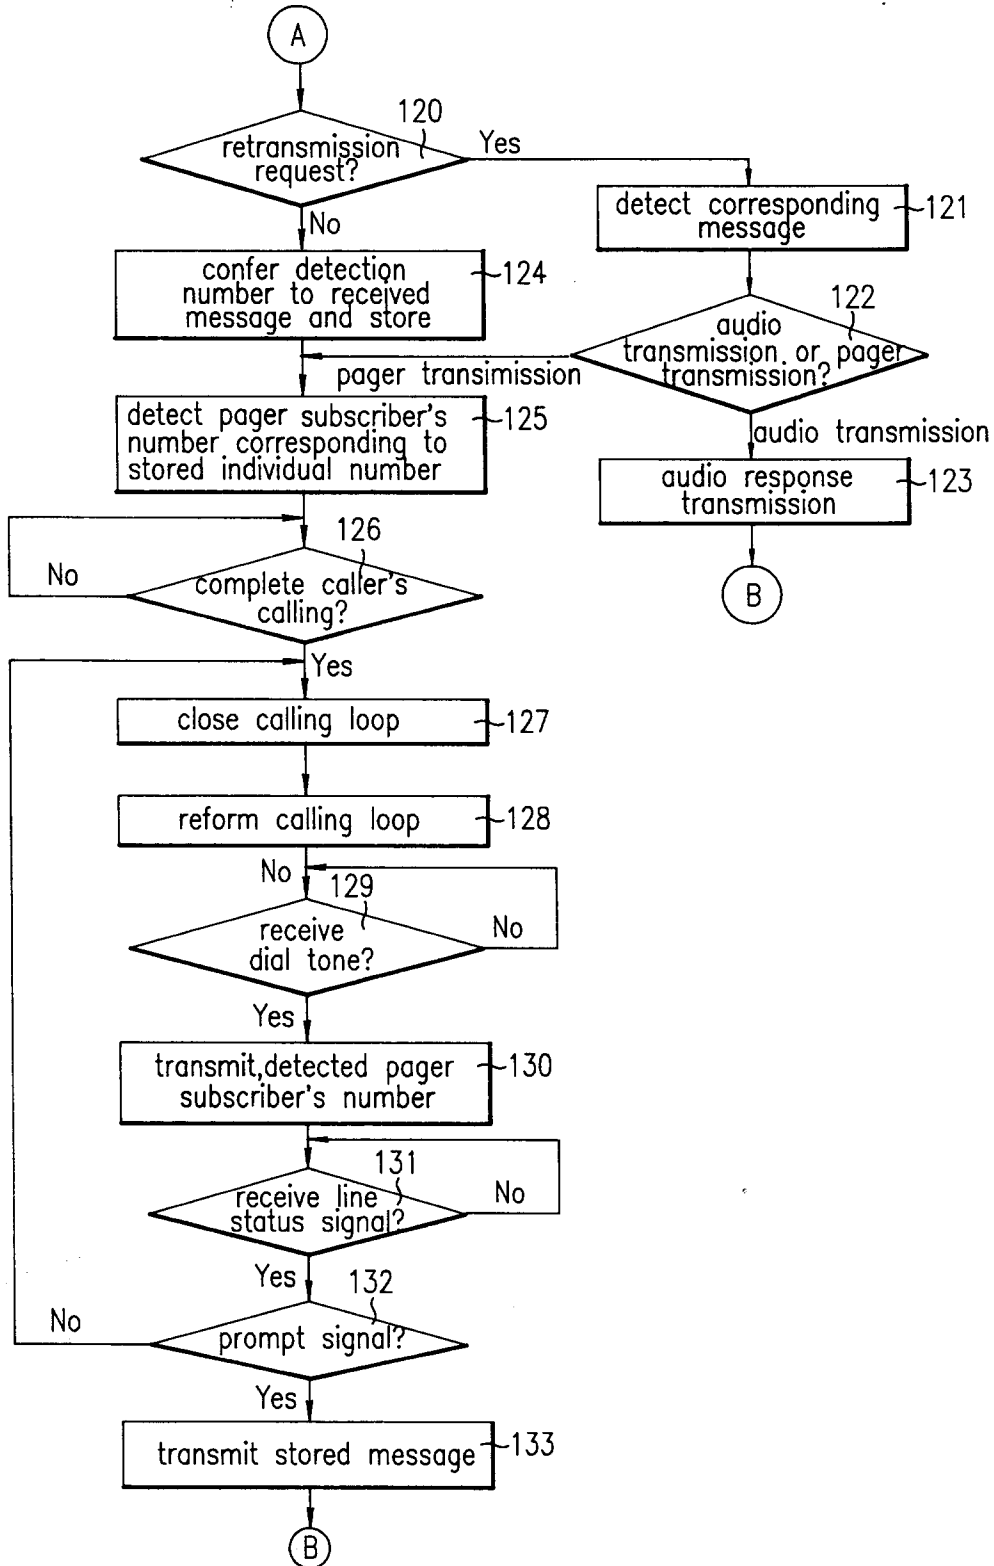 A
120
retransmission
request?
Yes
No
detect corresponding
message
121
confer detection
number to received
message and store
124
122
audio
transmission or pager
transmission?
pager transimission
audio transmission
detect pager subscriber's
number corresponding to
stored individual number
125
audio response
transmission
123
B
126
complete caller's
calling?
No
Yes
close calling loop
127
reform calling loop
128
No
129
receive
dial tone?
No
Yes
transmit,detected pager
subscriber's number
130
131
receive line
status signal?
No
Yes
132
prompt signal?
No
Yes
transmit stored message
133
B